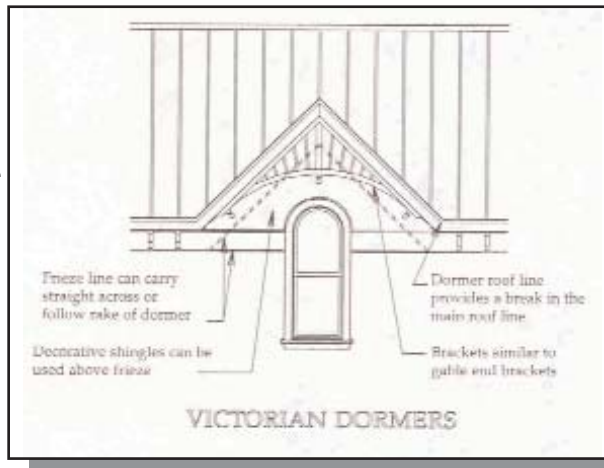 Frieze line can carry
straight across or
follow rake of dormer
Decorative shingles can be
used above frieze
Dormer roof line
provides a break in the
main roof line
Brackets similar to
gable end brackets
VICTORIAN DORMERS